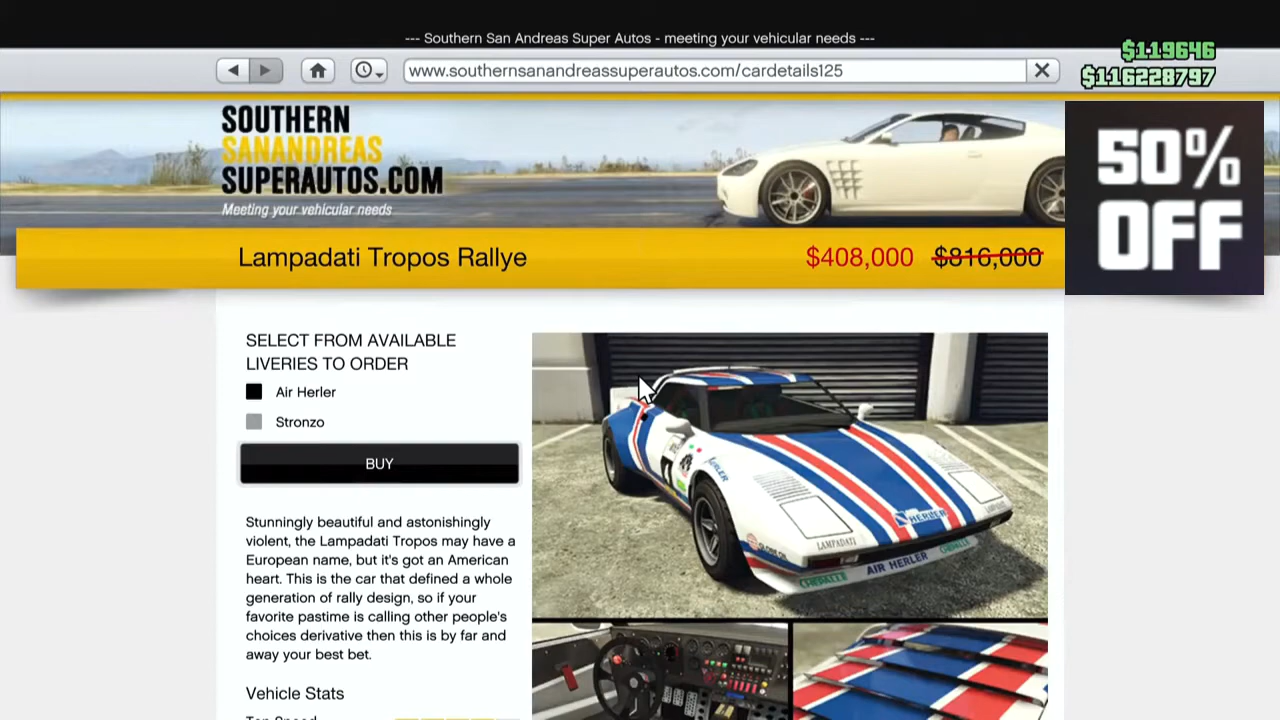 --- Southern San Andreas Super Autos - meeting your vehicular needs ---
www.southernsanandreassuperautos.com/cardetails125
$119646
$116228797
SOUTHERN
SANANDREAS
SUPERAUTOS.COM
Meeting your vehicular needs
50%
OFF
Lampadati Tropos Rallye
$408,000 $816,000
SELECT FROM AVAILABLE
LIVERIES TO ORDER
Air Herler
Stronzo
BUY
Stunningly beautiful and astonishingly
violent, the Lampadati Tropos may have a
European name, but it's got an American
heart. This is the car that defined a whole
generation of rally design, so if your
favorite pastime is calling other people's
choices derivative then this is by far and
away your best bet.
Vehicle Stats
Top Speed
HERLER
LAMPADATI
AIR HERLER